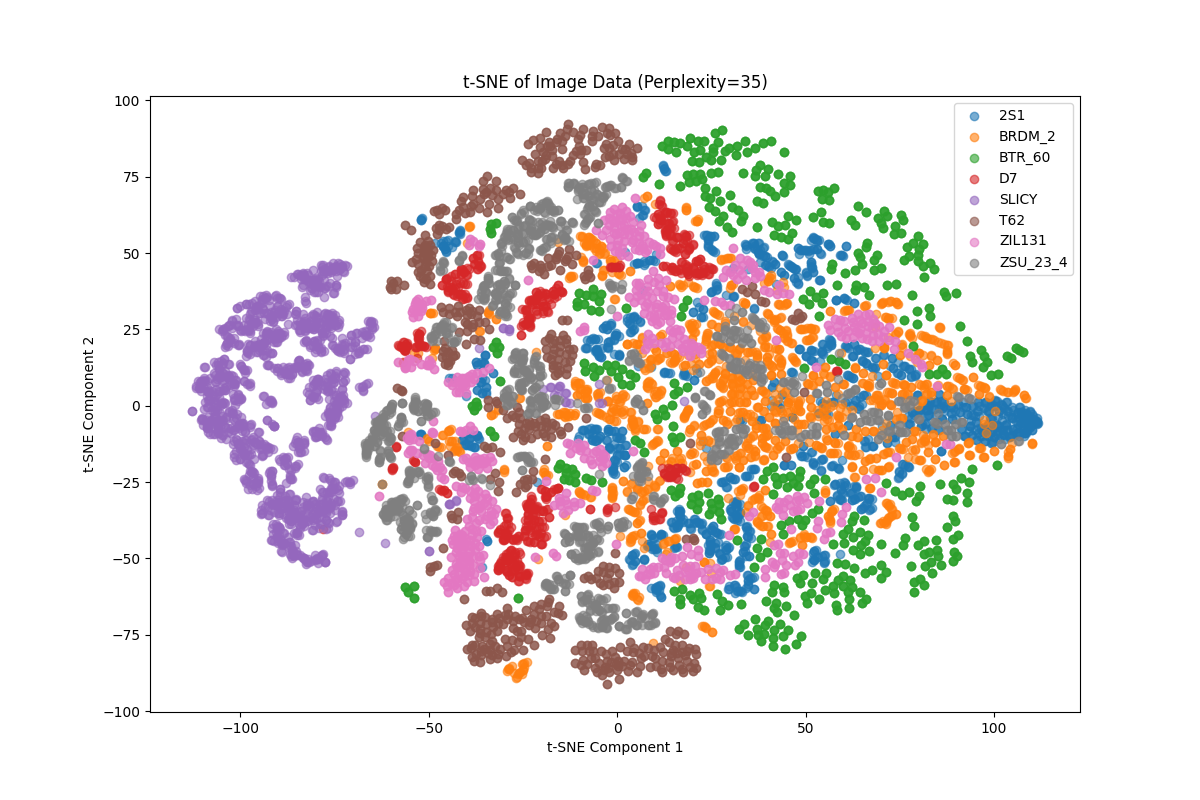 t-SNE of Image Data (Perplexity=35)
2S1
BRDM_2
BTR_60
D7
SLICY
T62
ZIL131
ZSU_23_4
100
75
50
25
0
−25
−50
−75
−100
t-SNE Component 2
−100
−50
0
50
100
t-SNE Component 1